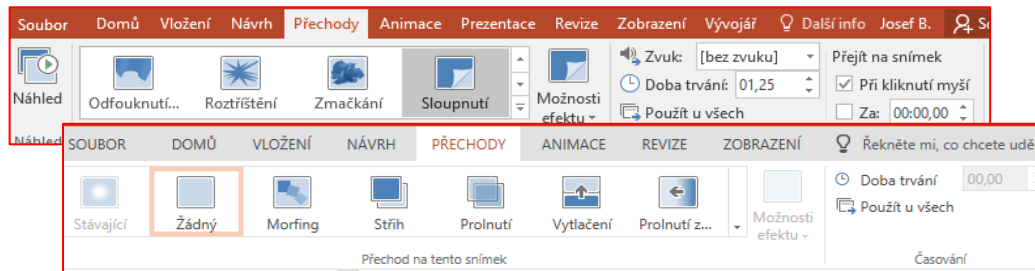 Soubor Domů Vložení Návrh Přechody Animace Prezentace Revize Zobrazení Vývojář Další info Josef B.
Zvuk: [bez zvuku] Přejít na snímek
Doba trvání: 01,25 Při kliknutí myší
Náhled Odfouknutí... Roztříštění Zmačkání Sloupnutí Možnosti
efektu Použít u všech Za: 00:00,00
Náhled
SOUBOR DOMŮ VLOŽENÍ NÁVRH PŘECHODY ANIMACE REVIZE ZOBRAZENÍ Řekněte mi, co chcete
Doba trvání 00,00
Použít u všech
Stávající Žádný Morfing Střih Prolnutí Vytlačení Prolnutí z... Možnosti
efektu
Přechod na tento snímek Časování